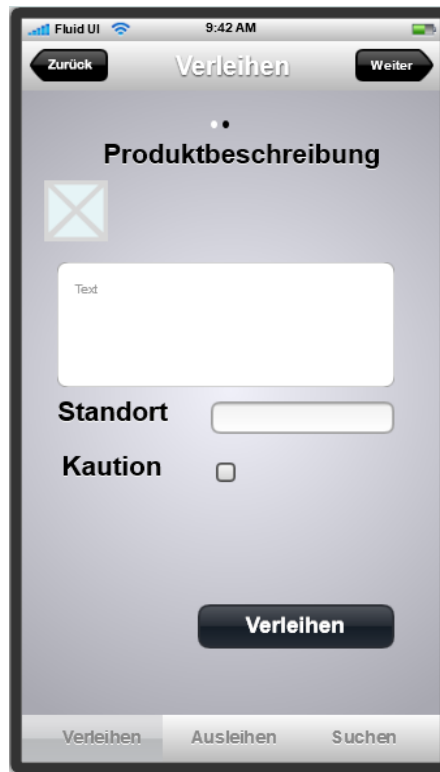 Fluid UI 9:42 AM
Zurück Verleihen Weiter
Produktbeschreibung
Text
Standort
Kaution
Verleihen
Verleihen Ausleihen Suchen